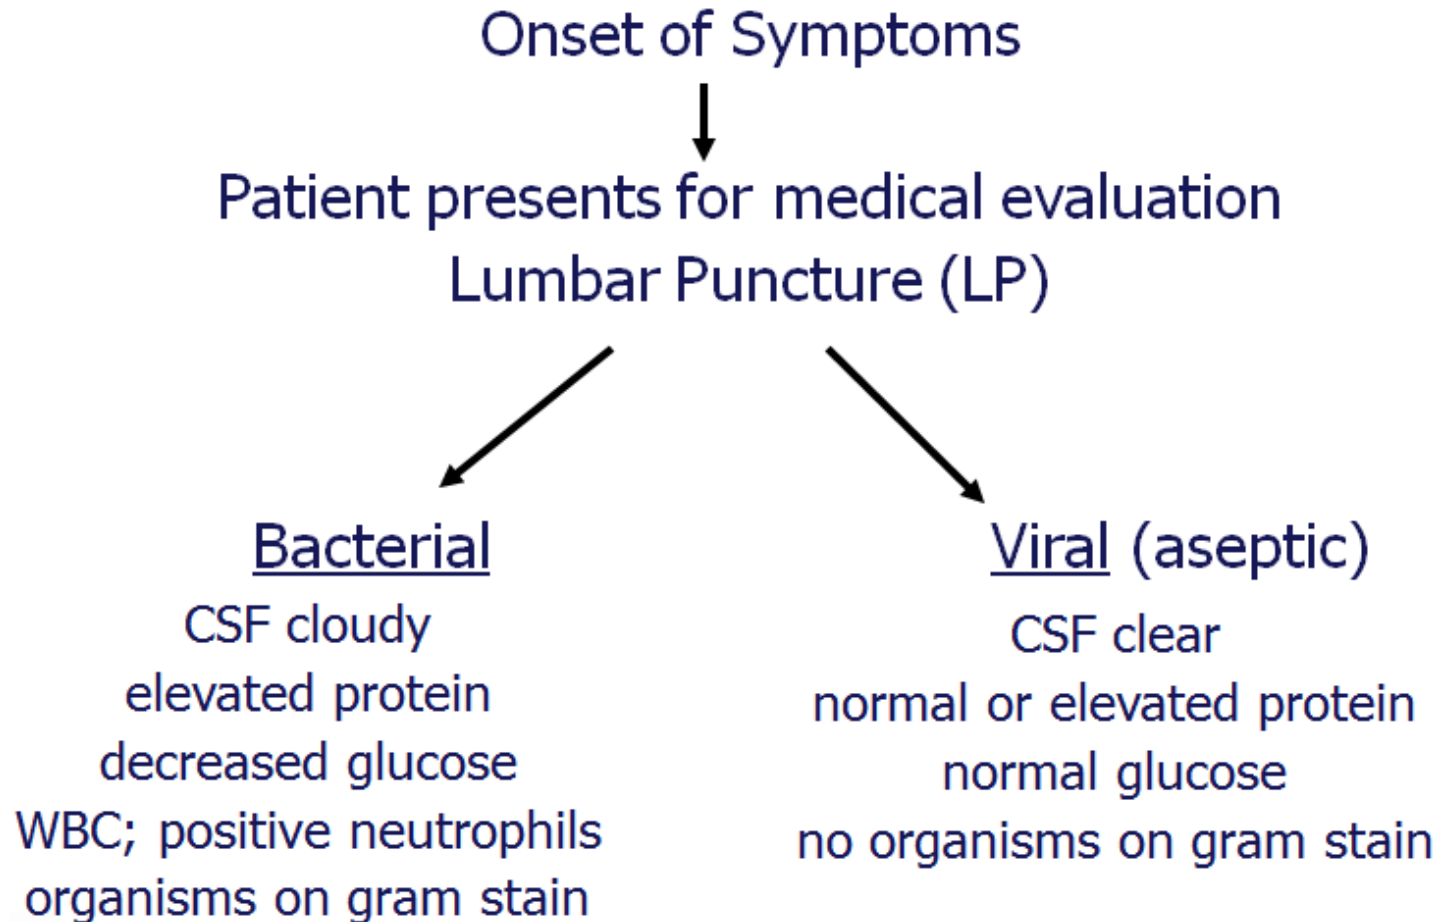 Onset of Symptoms
Patient presents for medical evaluation
Lumbar Puncture (LP)
Bacterial
CSF cloudy
elevated protein
decreased glucose
WBC; positive neutrophils
organisms on gram stain
Viral (aseptic)
CSF clear
normal or elevated protein
normal glucose
no organisms on gram stain